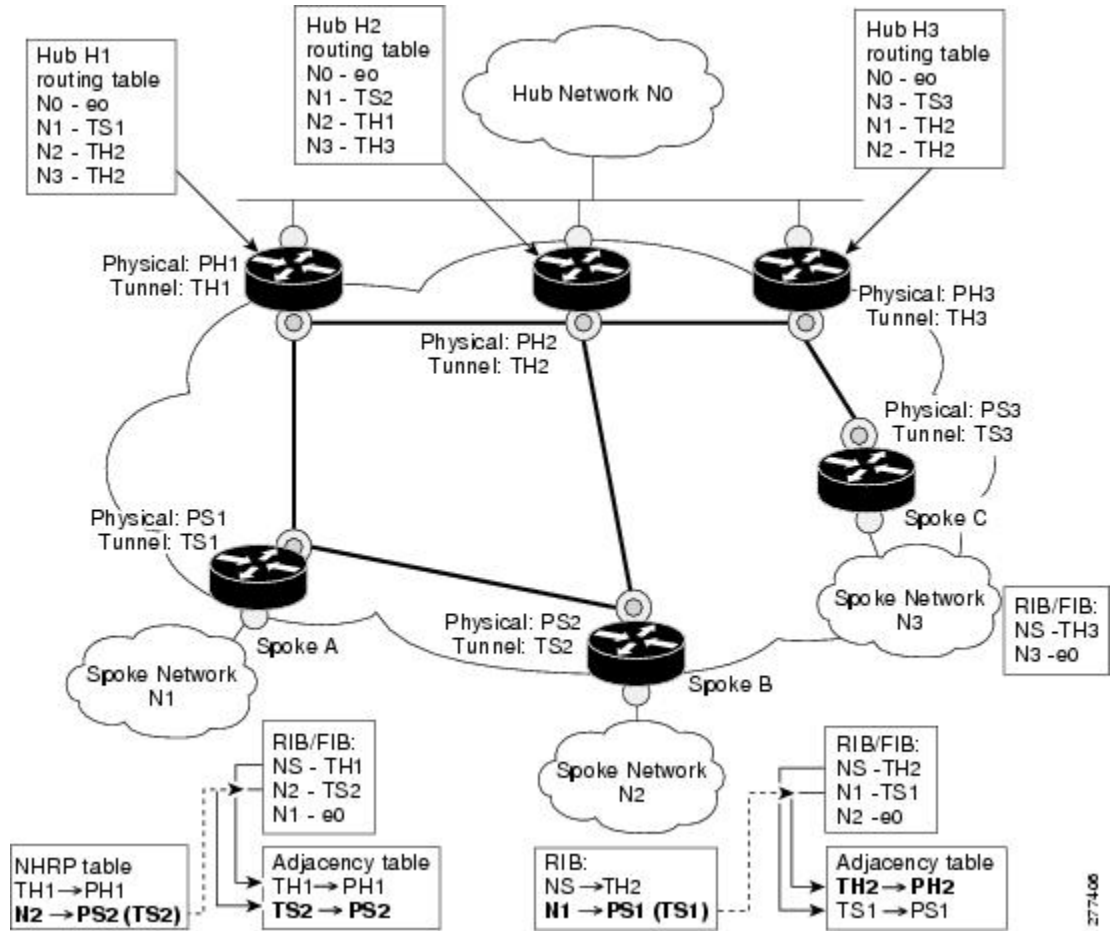 Hub H1
routing table
N0 - e0
N1 - TS1
N2 - TH2
N3 - TH2
Hub H2
routing table
N0 - e0
N1 - TS2
N2 - TH1
N3 - TH3
Hub Network N0
Hub H3
routing table
N0 - e0
N3 - TS3
N1 - TH2
N2 - TH2
Physical: PH1
Tunnel: TH1
Physical: PH2
Tunnel: TH2
Physical: PH3
Tunnel: TH3
Physical: PS3
Tunnel: TS3
Spoke C
Physical: PS1
Tunnel: TS1
Spoke A
Spoke Network
N1
Physical: PS2
Tunnel: TS2
Spoke B
Spoke Network
N2
Spoke Network
N3
RIB/FIB:
NS -TH3
N3 -e0
RIB/FIB:
NS - TH1
N2 - TS2
N1 - e0
NHRP table
TH1→PH1
N2 →PS2 (TS2)
Adjacency table
TH1→PH1
TS2 → PS2
RIB/FIB:
NS -TH2
N1 -TS1
N2 -e0
RIB:
NS →TH2
N1 →PS1 (TS1)
Adjacency table
TH2→ PH2
TS1 →PS1
277406